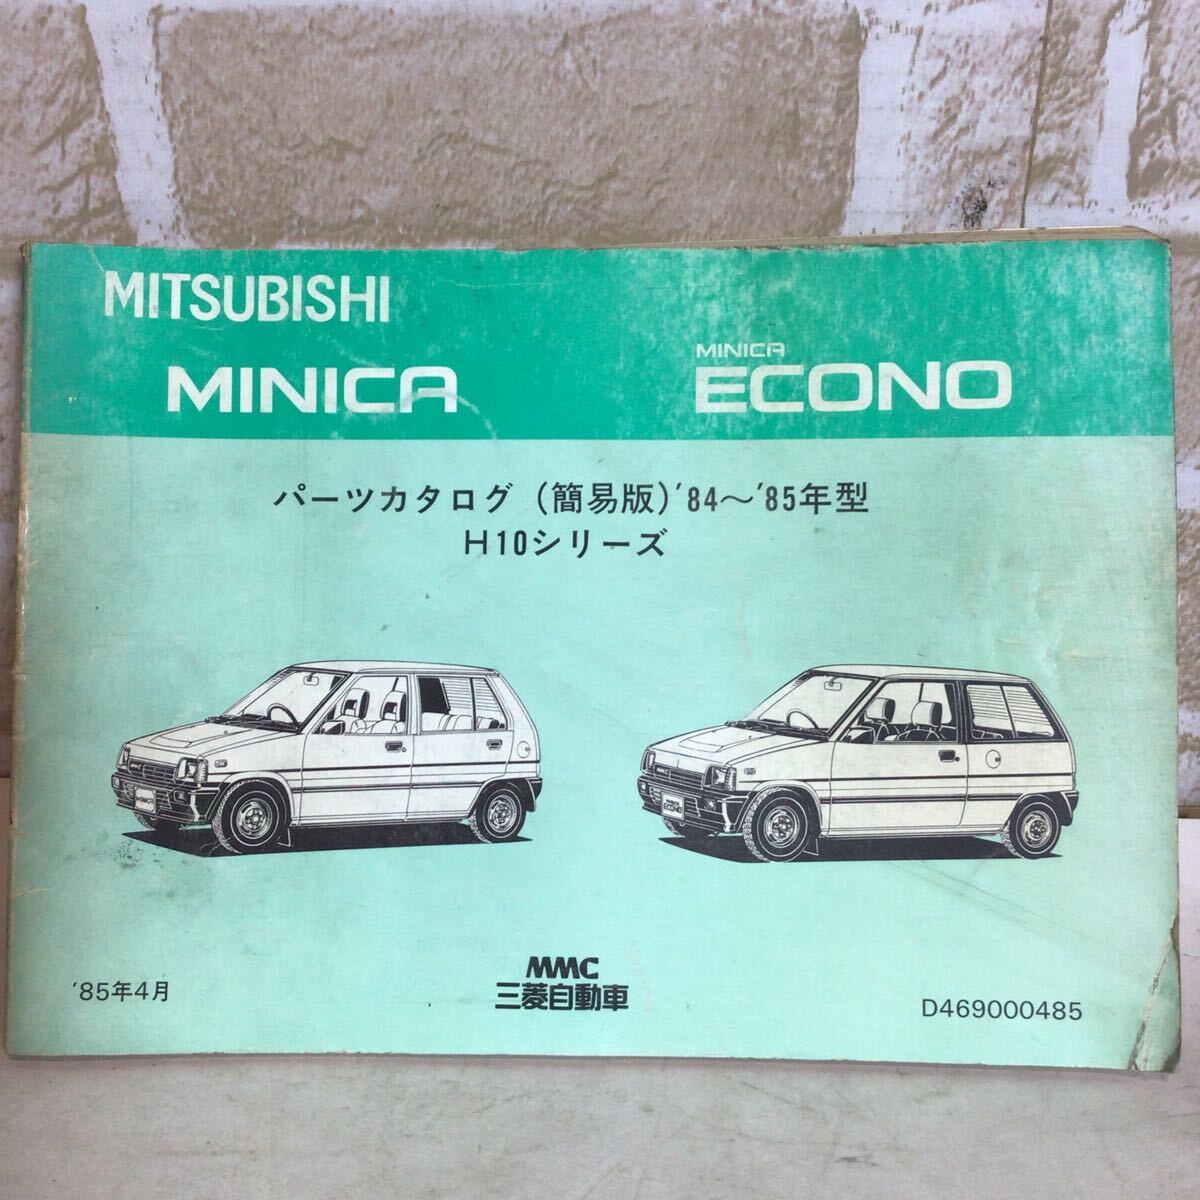 MITSUBISHI
MINICA
MINICA
ECONO
パーツカタログ (簡易版)'84〜'85年型
H10シリーズ
MINICA
ECONO
'85年4月
MMC
三菱自動車
D469000485